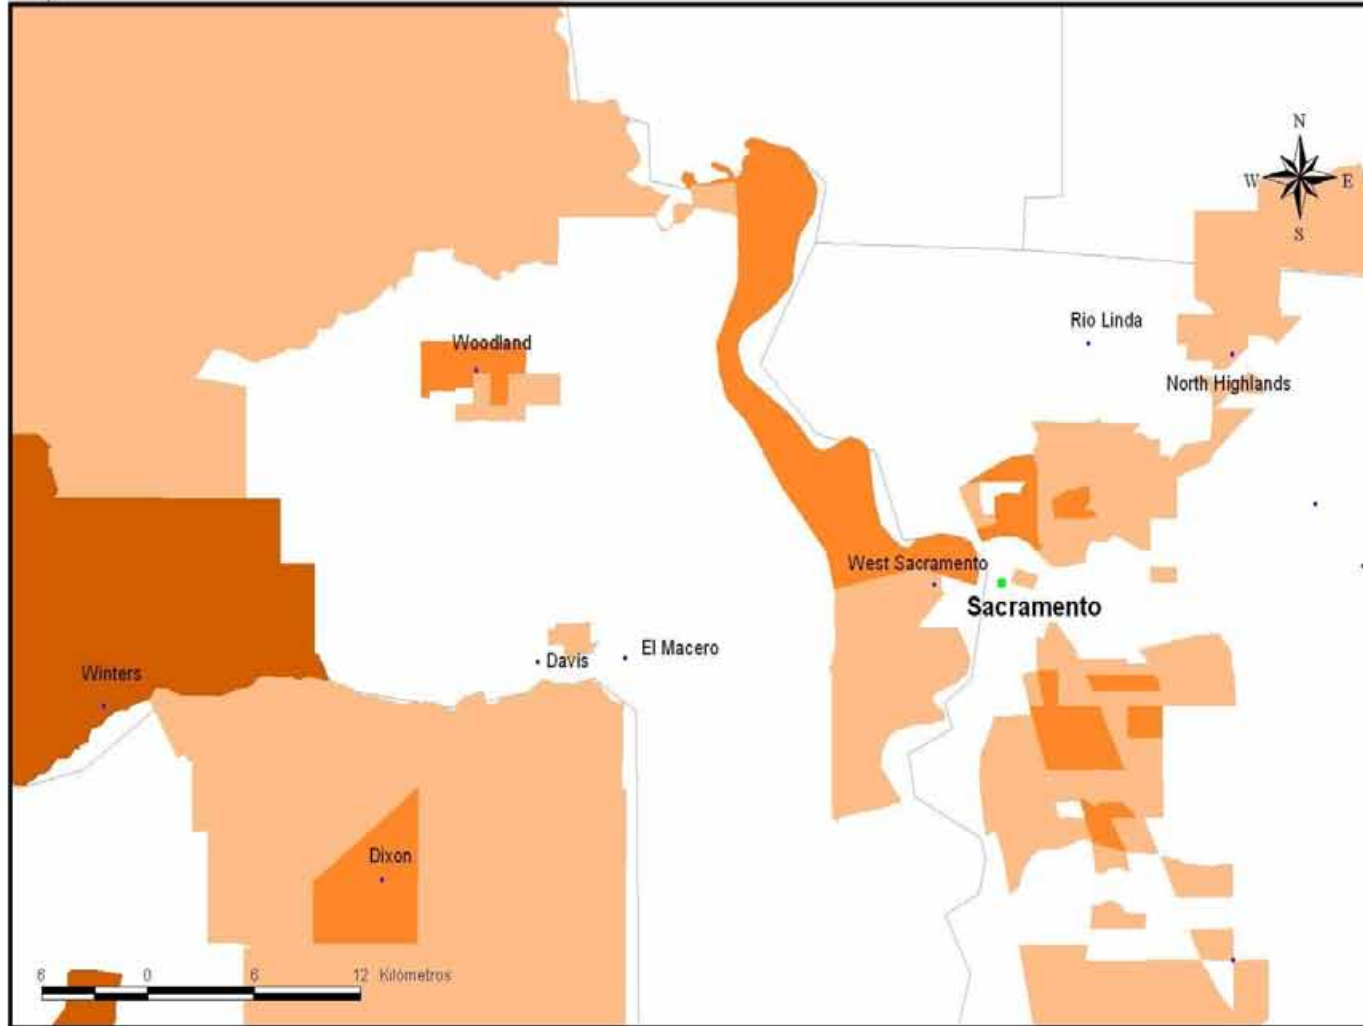 N
W E
S
Rio Linda
Woodland
North Highlands
West Sacramento
Sacramento
El Macero
Davis
Winters
Dixon
6 0 6 12 Kilómetros